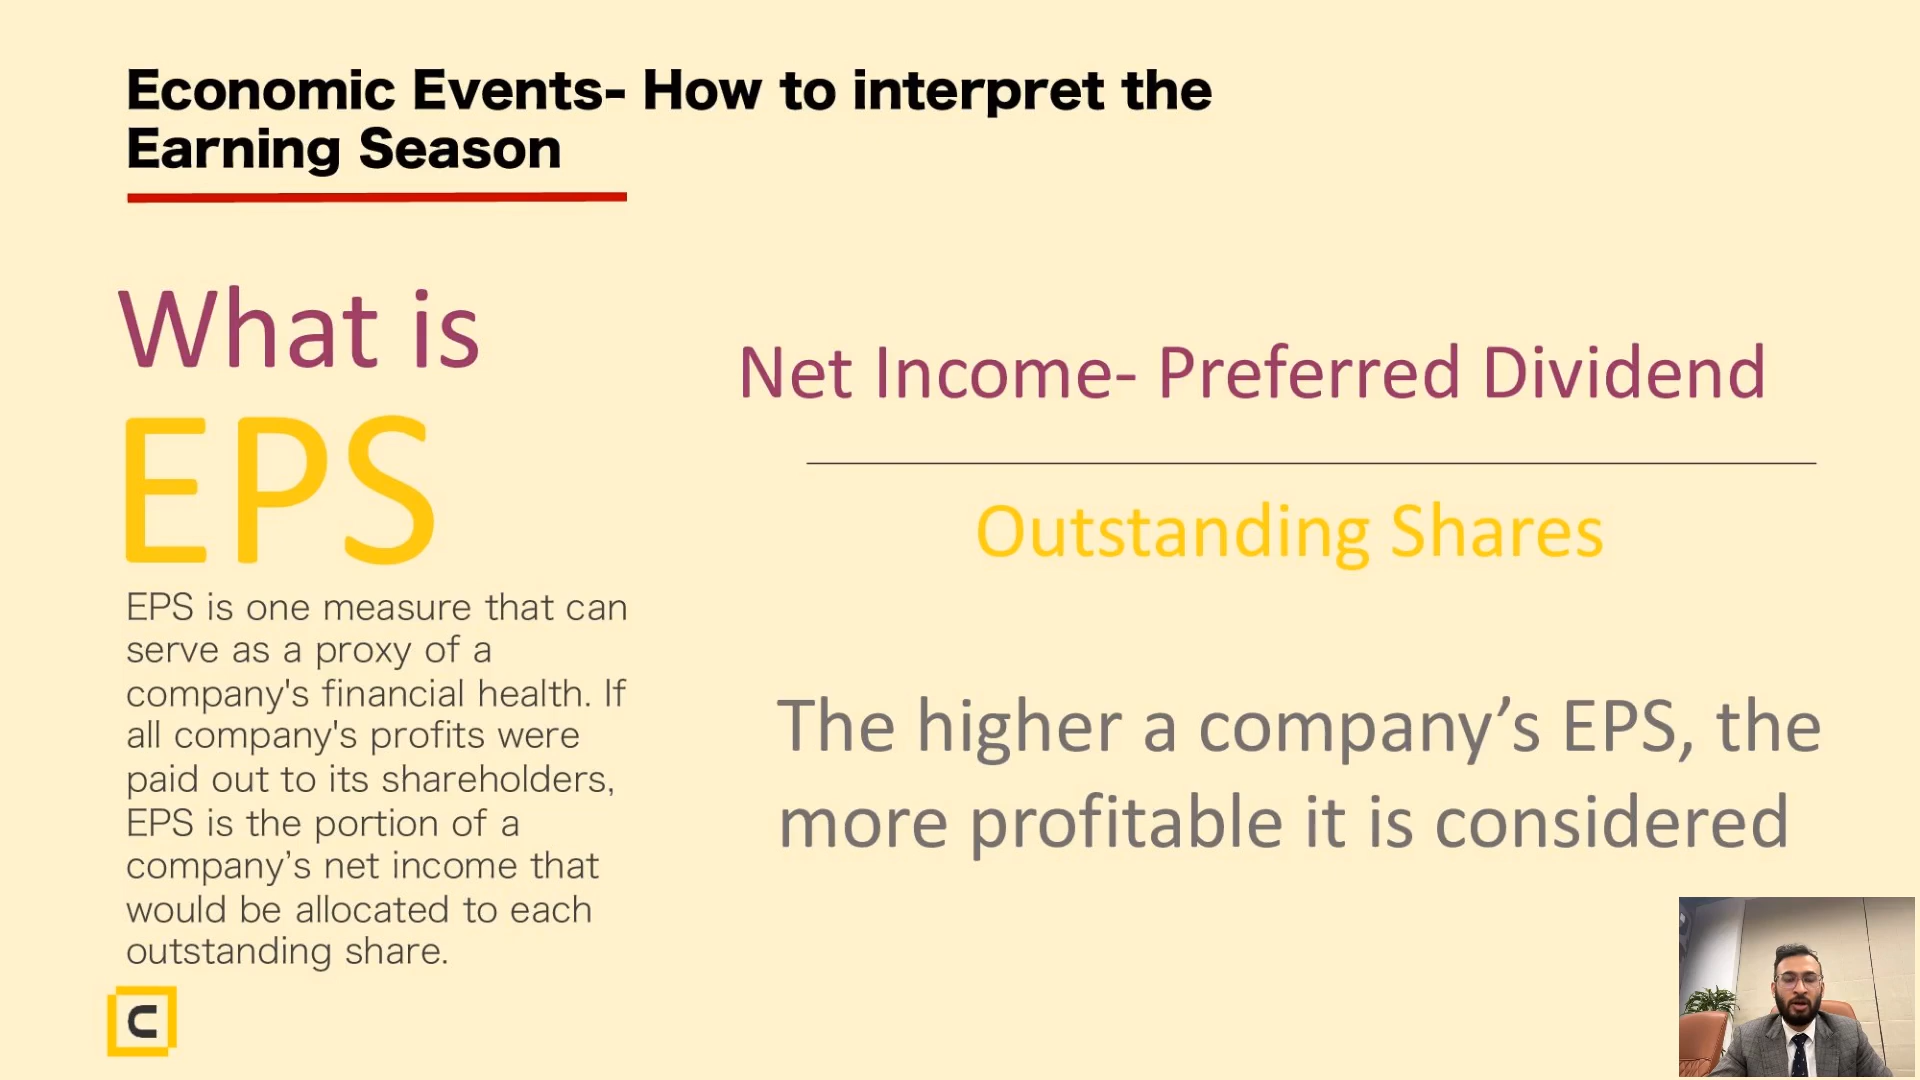 Economic Events- How to interpret the
Earning Season
What is
EPS
EPS is one measure that can
serve as a proxy of a
company's financial health. If
all company's profits were
paid out to its shareholders,
EPS is the portion of a
company’s net income that
would be allocated to each
outstanding share.
Net Income- Preferred Dividend
Outstanding Shares
The higher a company’s EPS, the
more profitable it is considered
C